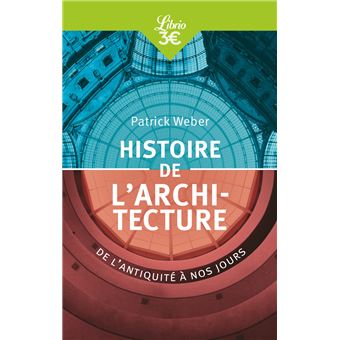 Librio
3€
Patrick Weber
HISTOIRE
DE
L'ARCHI-
TECTURE
DE L'ANTIQUITÉ À NOS JOURS